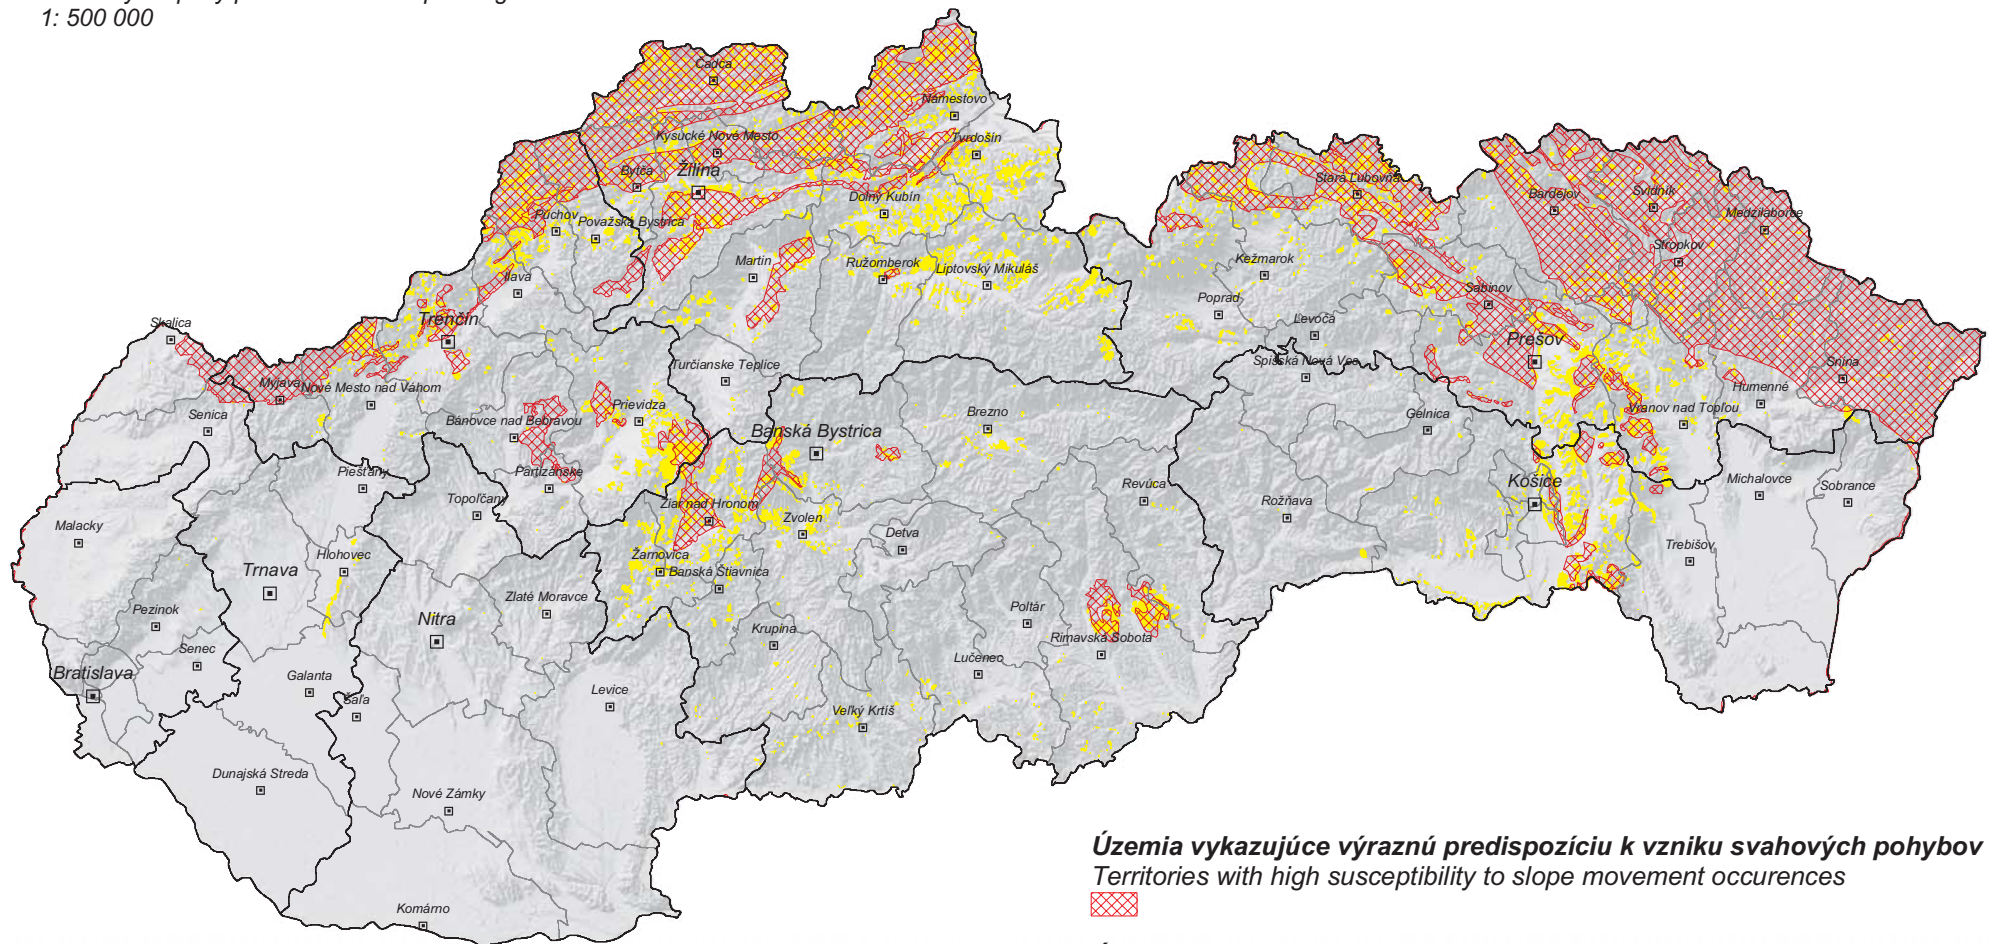 1: 500 000
Čadca
Námestovo
Kysucké Nové Mesto
Tvrdošín
Bytča
Žilina
Stará Ľubovňa
Bardejov
Svidník
Dolný Kubín
Púchov
Považská Bystrica
Medzilaborce
Stropkov
Martin
Ružomberok
Liptovský Mikuláš
Kežmarok
Ilava
Sabinov
Poprad
Skalica
Trenčín
Levoča
Prešov
Turčianske Teplice
Spišská Nová Ves
Snina
Myjava
Nové Mesto nad Váhom
Humenné
Senica
Bánovce nad Bebravou
Prievidza
Brezno
Gelnica
Vranov nad Topľou
Banská Bystrica
Piešťany
Partizánske
Topoľčany
Revúca
Košice
Michalovce
Sobrance
Rožňava
Žiar nad Hronom
Malacky
Zvolen
Detva
Hlohovec
Žarnovica
Trebišov
Trnava
Banská Štiavnica
Pezinok
Zlaté Moravce
Poltár
Nitra
Krupina
Rimavská Sobota
Senec
Bratislava
Galanta
Lučenec
Šaľa
Levice
Veľký Krtíš
Dunajská Streda
Nové Zámky
Komárno
Územia vykazujúce výraznú predispozíciu k vzniku svahových pohybov
Territories with high susceptibility to slope movement occurences